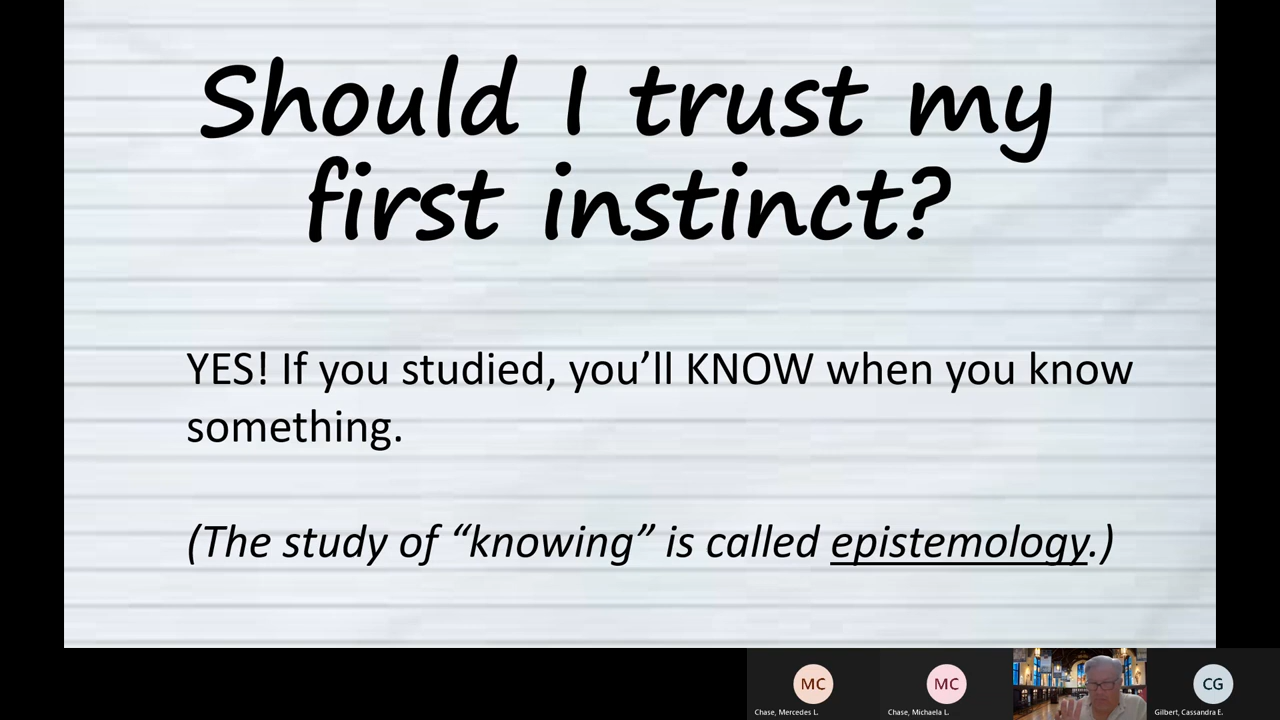 Should I trust my
first instinct?
YES! If you studied, you’ll KNOW when you know
something.
(The study of “knowing” is called epistemology.)
MC
Chase, Mercedes L.
MC
Chase, Michaela L.
CG
Gilbert, Cassandra E.